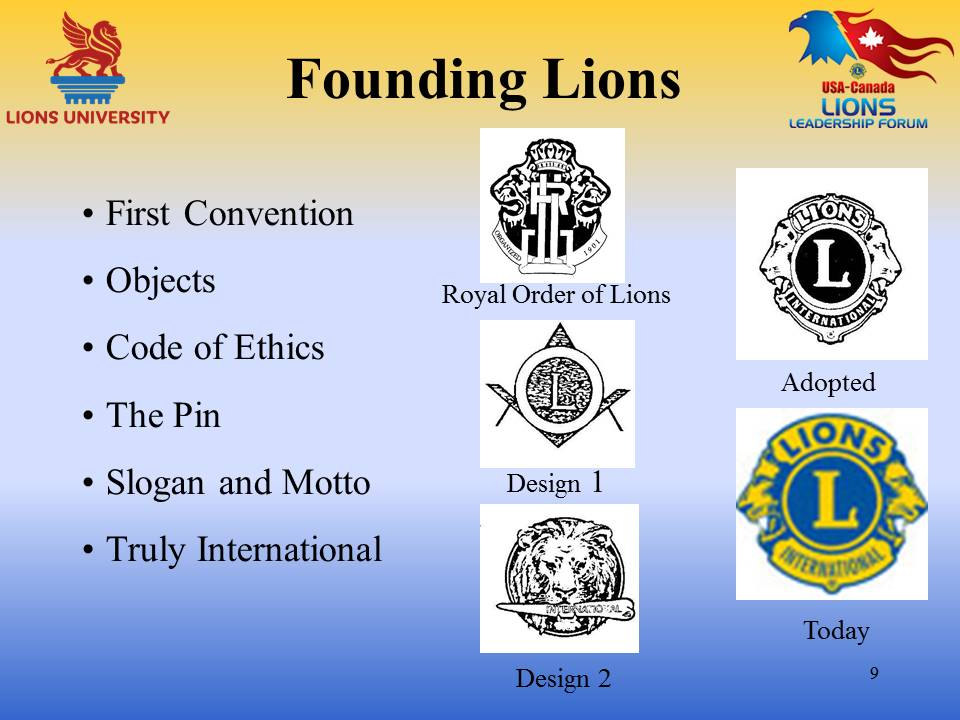 LIONS UNIVERSITY
Founding Lions
USA-Canada
LIONS
LEADERSHIP FORUM
• First Convention
• Objects
• Code of Ethics
• The Pin
• Slogan and Motto
• Truly International
ORGANIZED 1901
Royal Order of Lions
L
Design 1
INTERNATIONAL
Design 2
LIONS
L
INTERNATIONAL
Adopted
LIONS
L
INTERNATIONAL
Today
9